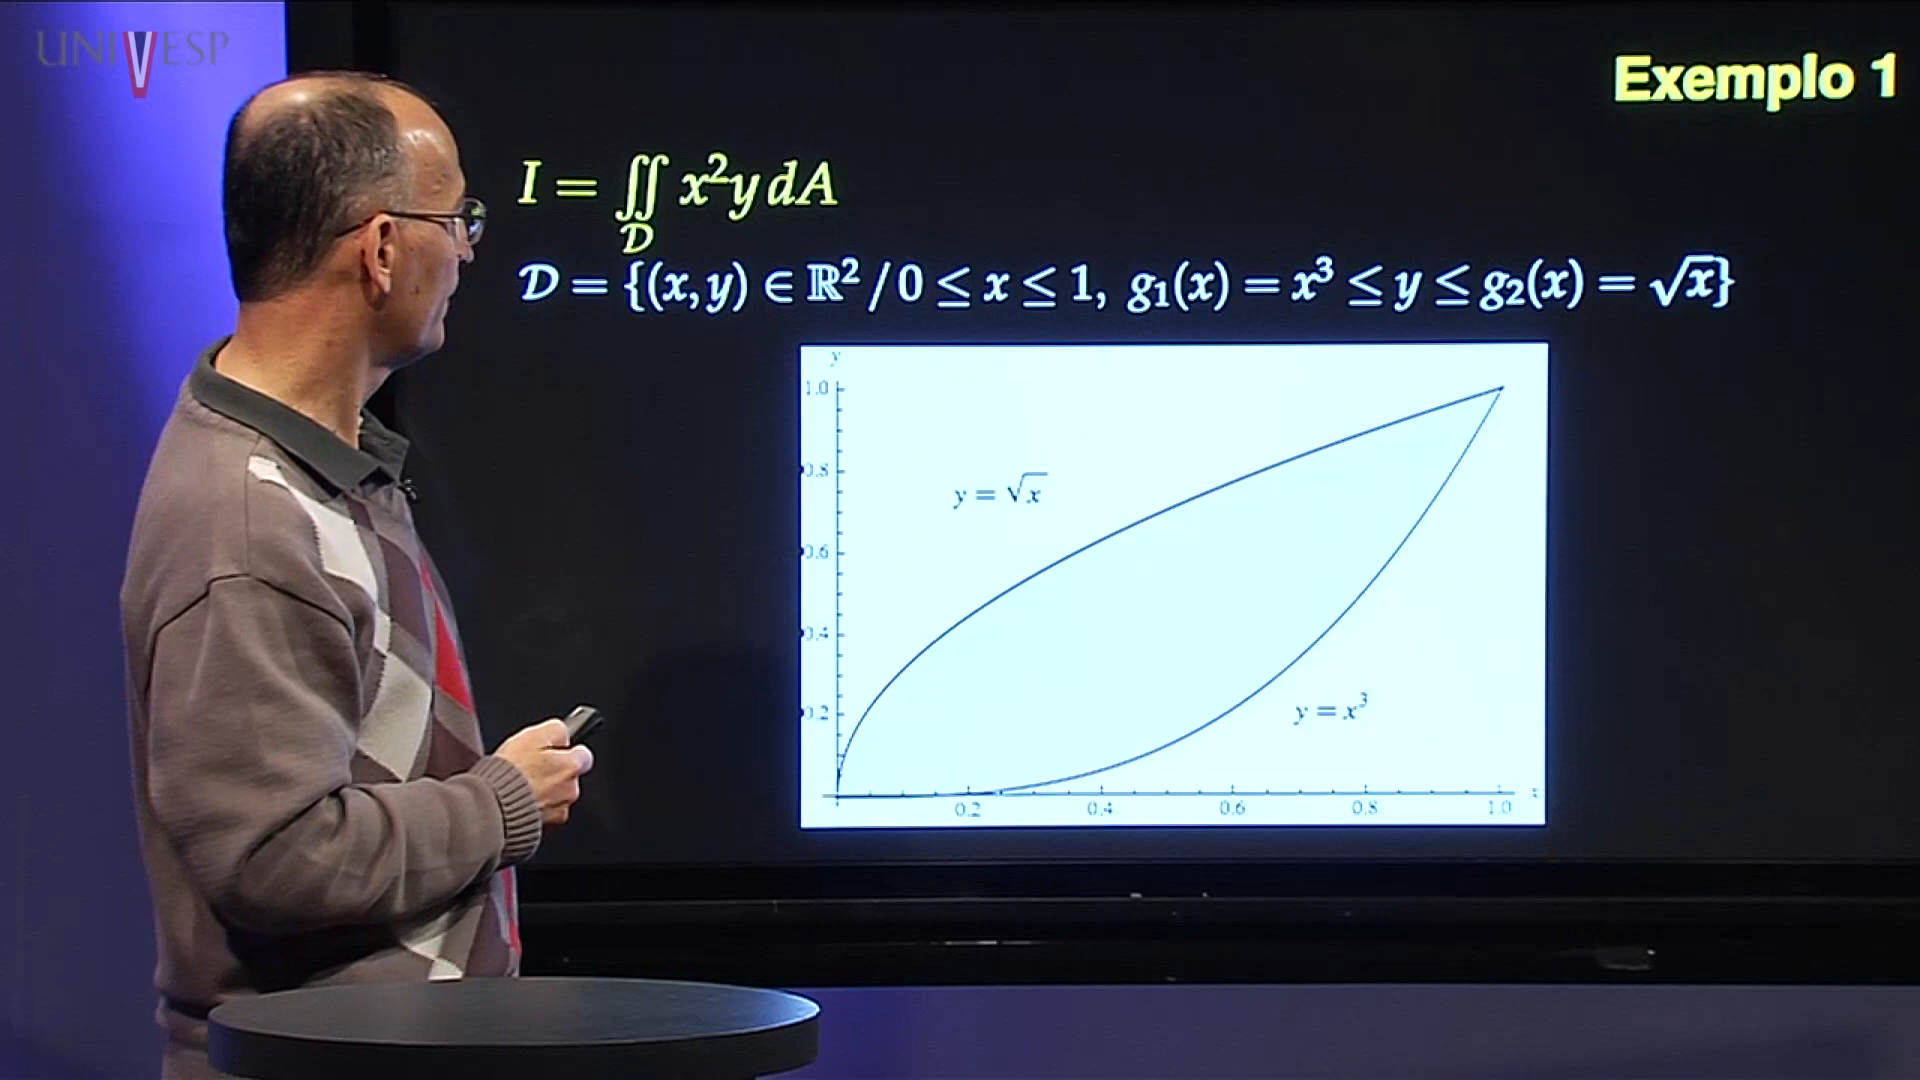 UNIVESP
Exemplo 1
I = ∬ x²y dA
D
D = {(x,y) ∈ ℝ² / 0 ≤ x ≤ 1, g₁(x) = x³ ≤ y ≤ g₂(x) = √x}
y
1.0
0.8
y = √x
0.6
0.4
y = x³
0.2
x
0.2 0.4 0.6 0.8 1.0